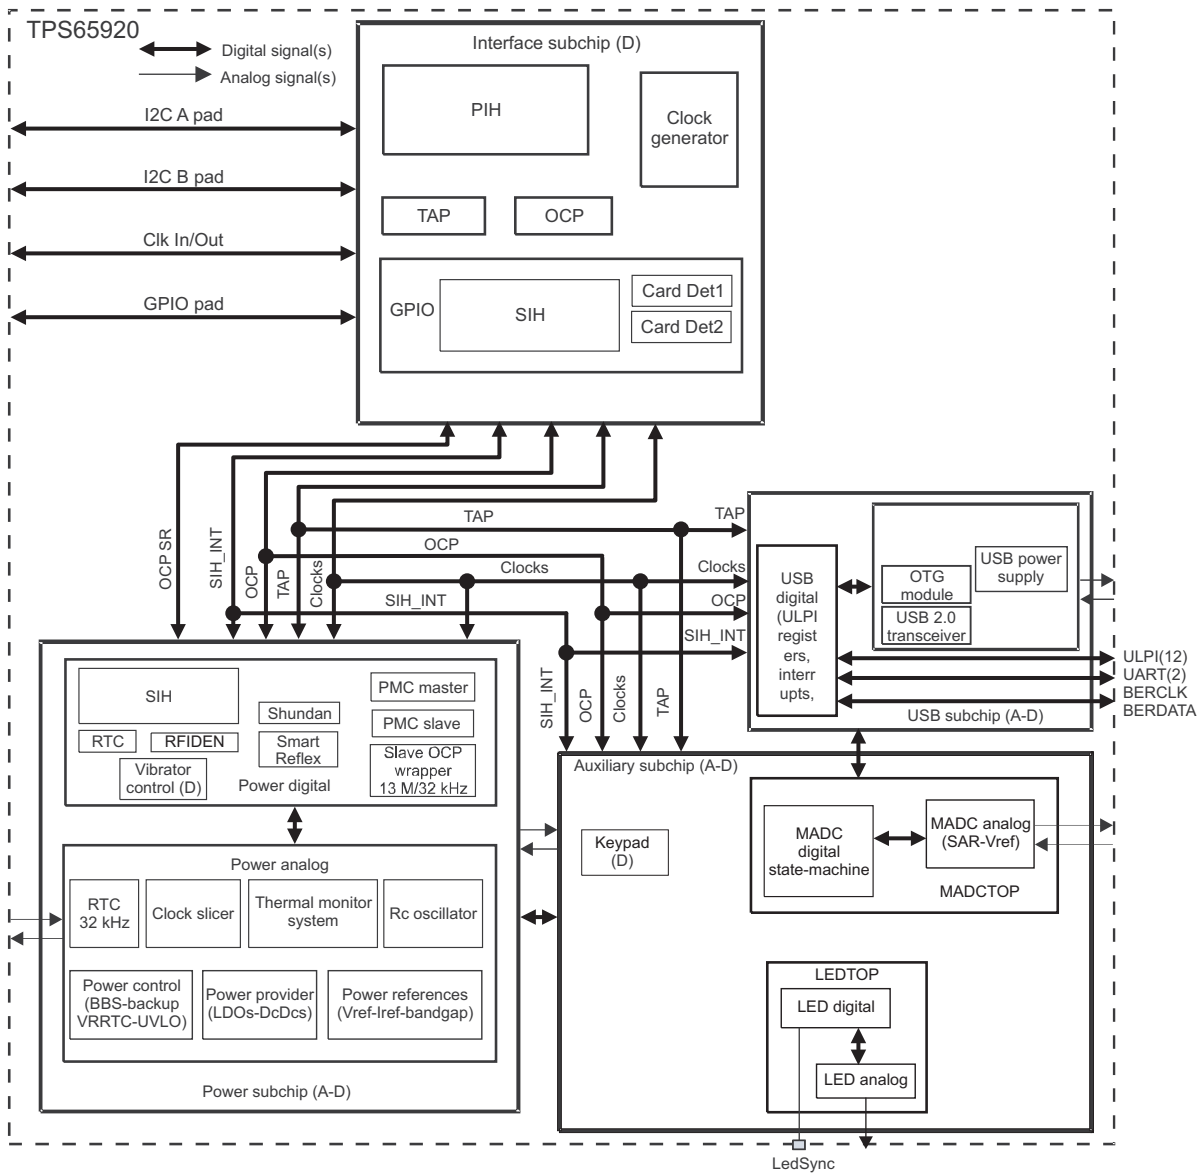 TPS65920
Digital signal(s)
Analog signal(s)
I2C A pad
I2C B pad
Clk In/Out
GPIO pad
Interface subchip (D)
PIH
Clock
generator
TAP
OCP
GPIO
SIH
Card Det1
Card Det2
OCP SR
SIH_INT
OCP
TAP
Clocks
TAP
OCP
Clocks
SIH_INT
TAP
Clocks
OCP
SIH_INT
SIH_INT
OCP
Clocks
TAP
USB
digital
(ULPI
regist
ers,
interr
upts,
OTG
module
USB 2.0
transceiver
USB power
supply
USB subchip (A-D)
ULPI(12)
UART(2)
BERCLK
BERDATA
SIH
RTC
RFIDEN
Vibrator
control (D)
Shundan
Smart
Reflex
PMC master
PMC slave
Slave OCP
wrapper
13 M/32 kHz
Power digital
Power analog
RTC
32 kHz
Clock slicer
Thermal monitor
system
Rc oscillator
Power control
(BBS-backup
VRRTC-UVLO)
Power provider
(LDOs-DcDcs)
Power references
(Vref-Iref-bandgap)
Power subchip (A-D)
Auxiliary subchip (A-D)
Keypad
(D)
MADC
digital
state-machine
MADC analog
(SAR-Vref)
MADCTOP
LEDTOP
LED digital
LED analog
LedSync